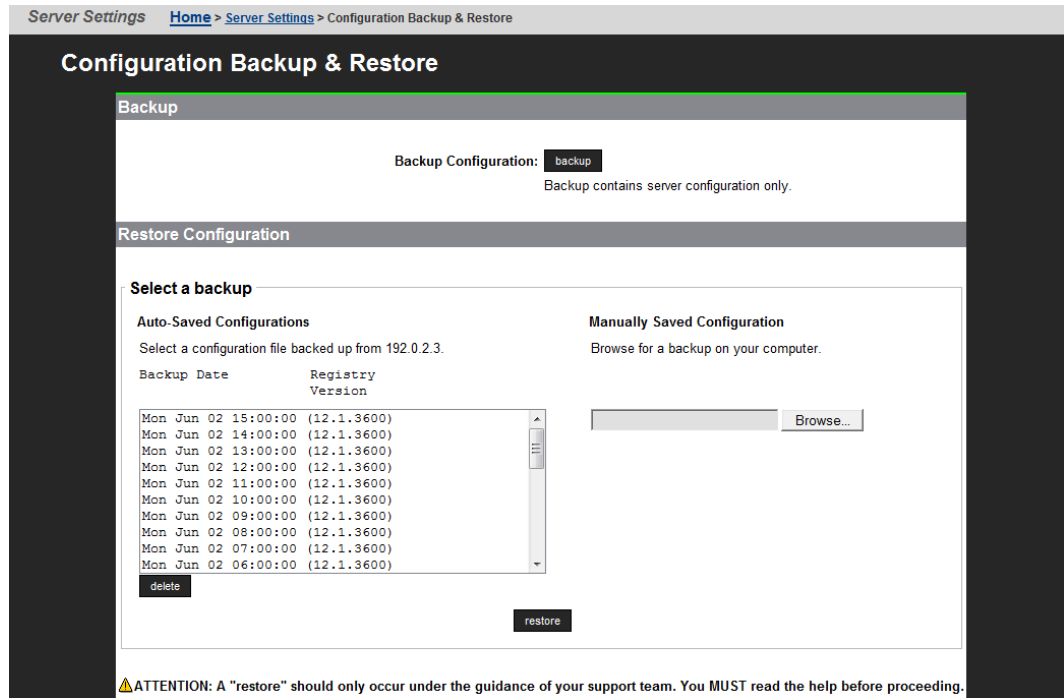 Server Settings Home > Server Settings > Configuration Backup & Restore
Configuration Backup & Restore
Backup
Backup Configuration: backup
Backup contains server configuration only.
Restore Configuration
Select a backup
Auto-Saved Configurations
Select a configuration file backed up from 192.0.2.3.
Backup Date Registry
Version
Mon Jun 02 15:00:00 (12.1.3600)
Mon Jun 02 14:00:00 (12.1.3600)
Mon Jun 02 13:00:00 (12.1.3600)
Mon Jun 02 12:00:00 (12.1.3600)
Mon Jun 02 11:00:00 (12.1.3600)
Mon Jun 02 10:00:00 (12.1.3600)
Mon Jun 02 09:00:00 (12.1.3600)
Mon Jun 02 08:00:00 (12.1.3600)
Mon Jun 02 07:00:00 (12.1.3600)
Mon Jun 02 06:00:00 (12.1.3600)
delete
Manually Saved Configuration
Browse for a backup on your computer.
Browse...
restore
ATTENTION: A "restore" should only occur under the guidance of your support team. You MUST read the help before proceeding.